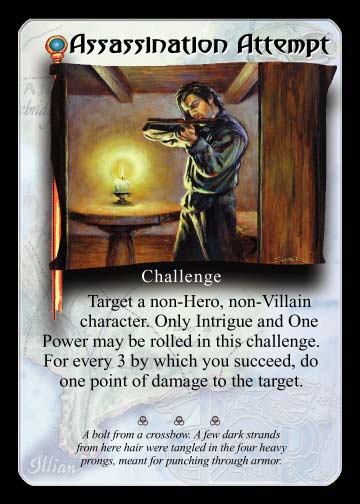 Assassination Attempt
Challenge
Target a non-Hero, non-Villain
character. Only Intrigue and One
Power may be rolled in this challenge.
For every 3 by which you succeed, do
one point of damage to the target.
A bolt from a crossbow. A few dark strands
from here hair were tangled in the four heavy
prongs, meant for punching through armor.
Illian